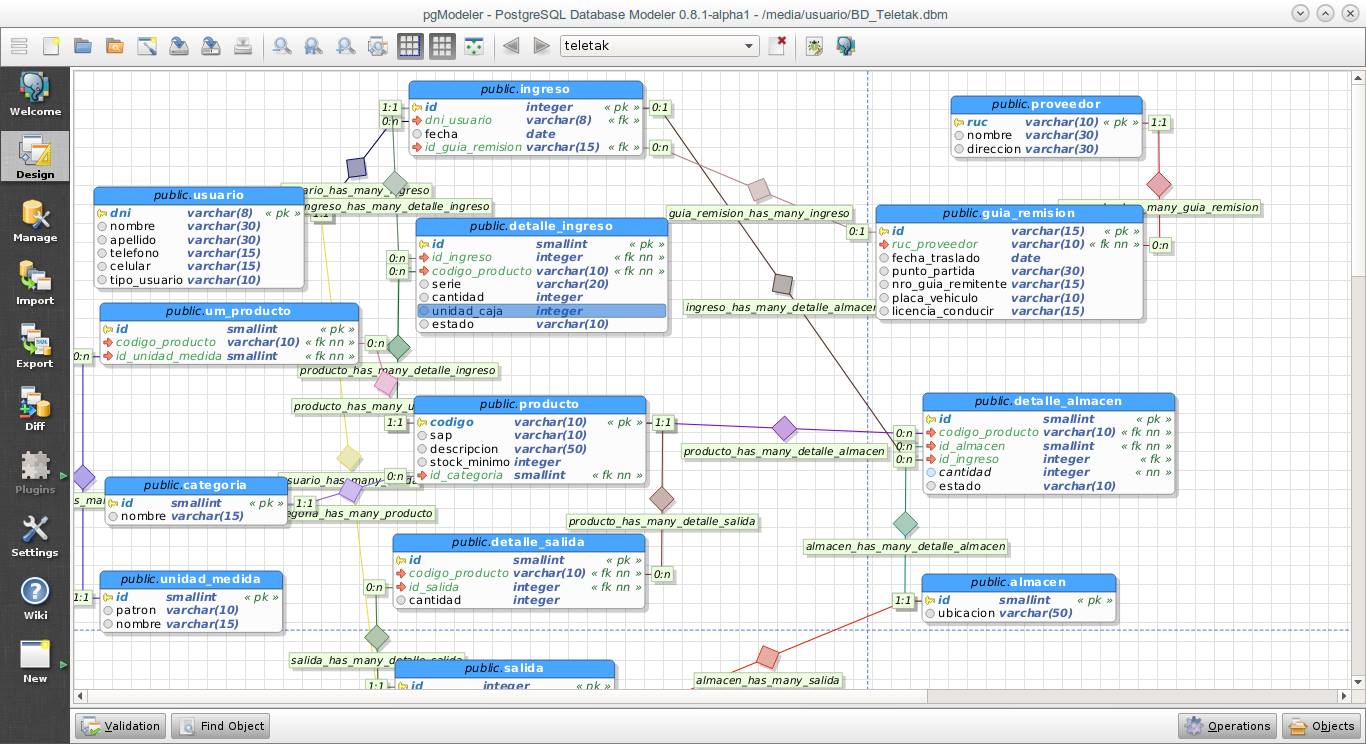 pgModeler - PostgreSQL Database Modeler 0.8.1-alpha1 - /media/usuario/BD_Teletak.dbm
teletak
Welcome
Design
Manage
Import
Export
Diff
Plugins
Settings
Wiki
New
public.ingreso
id integer « pk »
dni_usuario varchar(8) « fk »
fecha date
id_guia_remision varchar(15) « fk »
1:1
0:n
0:1
0:n
public.proveedor
ruc varchar(10) « pk »
nombre varchar(30)
direccion varchar(30)
1:1
public.usuario
dni varchar(8) « pk »
nombre varchar(30)
apellido varchar(30)
telefono varchar(15)
celular varchar(15)
tipo_usuario varchar(10)
ingreso_has_many_detalle_ingreso
guia_remision_has_many_ingreso
many_guia_remision
public.detalle_ingreso
id smallint « pk »
id_ingreso integer « fk nn »
codigo_producto varchar(10) « fk nn »
serie varchar(20)
cantidad integer
unidad_caja integer
estado varchar(10)
0:n
0:n
0:1
public.guia_remision
id varchar(15) « pk »
ruc_proveedor varchar(10) « fk nn »
fecha_traslado date
punto_partida varchar(30)
nro_guia_remitente varchar(15)
placa_vehiculo varchar(10)
licencia_conducir varchar(15)
0:n
ingreso_has_many_detalle_almacen
public.um_producto
id smallint « pk »
codigo_producto varchar(10) « fk nn »
id_unidad_medida smallint « fk nn »
0:n
0:n
producto_has_many_detalle_ingreso
public.producto
codigo varchar(10) « pk »
sap varchar(10)
descripcion varchar(50)
stock_minimo integer
id_categoria smallint « fk nn »
1:1
0:n
1:1
producto_has_many_detalle_almacen
public.detalle_almacen
id smallint « pk »
codigo_producto varchar(10) « fk nn »
id_almacen smallint « fk nn »
id_ingreso integer « fk »
cantidad integer « nn »
estado varchar(10)
0:n
0:n
0:n
public.categoria
id smallint « pk »
nombre varchar(15)
1:1
many_producto
producto_has_many_detalle_salida
almacen_has_many_detalle_almacen
public.detalle_salida
id smallint « pk »
codigo_producto varchar(10) « fk nn »
id_salida integer « fk nn »
cantidad integer
0:n
0:n
public.unidad_medida
id smallint « pk »
patron varchar(10)
nombre varchar(15)
1:1
public.almacen
id smallint « pk »
ubicacion varchar(50)
1:1
salida_has_many_detalle_salida
public.salida
id integer
1:1
almacen_has_many_salida
Validation
Find Object
Operations
Objects